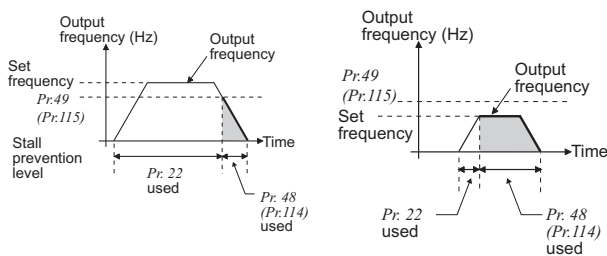 Output
frequency (Hz)
Output
frequency
Set
frequency
Pr.49
(Pr.115)
Stall
prevention
level
Time
Pr. 22
used
Pr. 48
(Pr.114)
used
Output
frequency (Hz)
Pr.49
(Pr.115)
Output
frequency
Set
frequency
Time
Pr. 22
used
Pr. 48
(Pr.114)
used